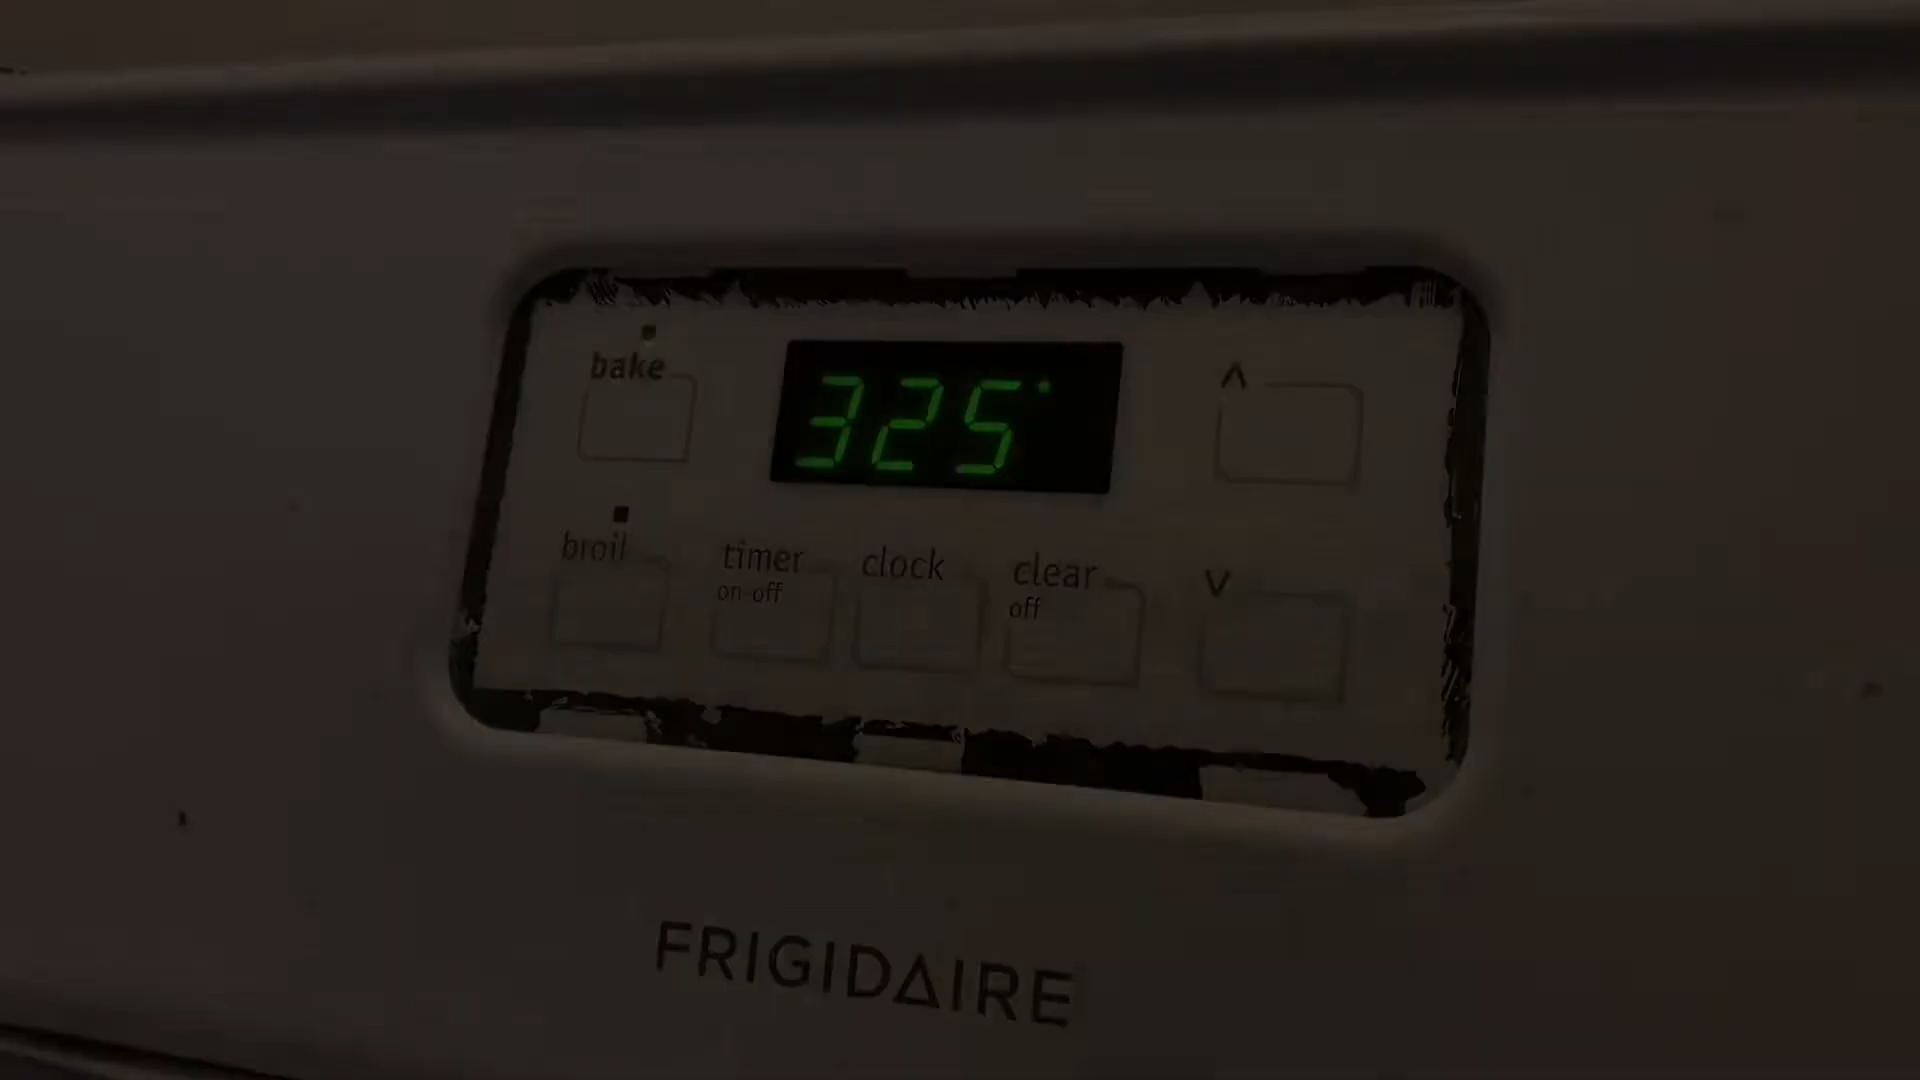 bake
325°
^
broil
timer
on-off
clock
clear
off
v
FRIGIDAIRE